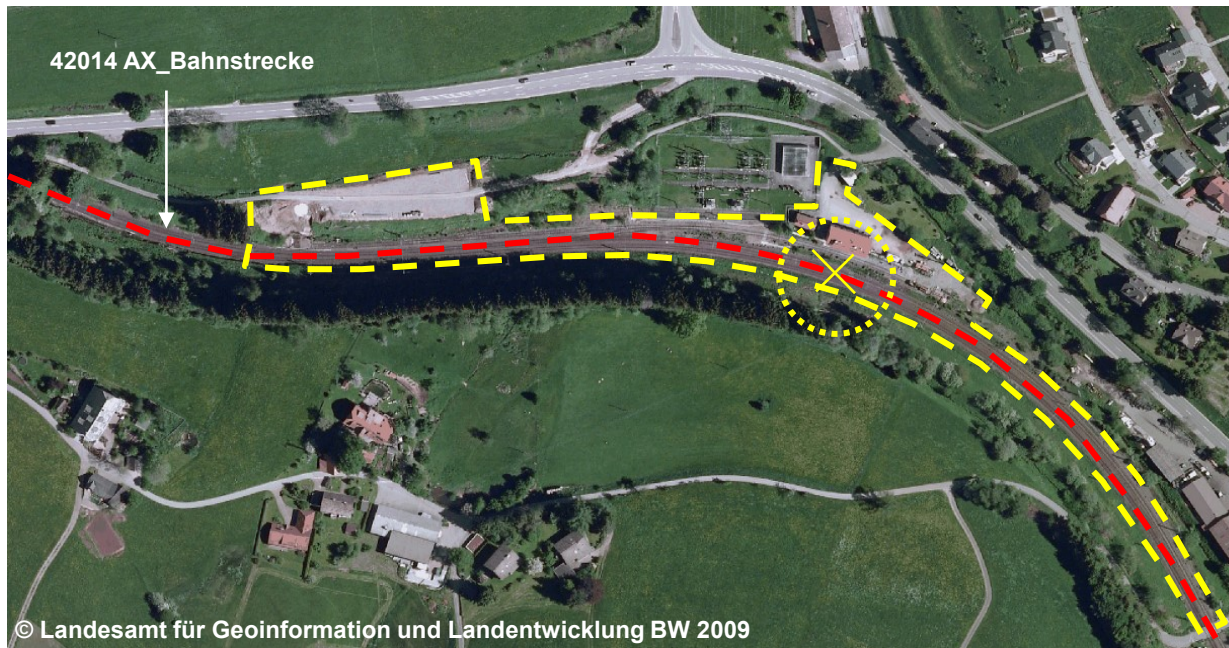 42014 AX_Bahnstrecke
© Landesamt für Geoinformation und Landentwicklung BW 2009